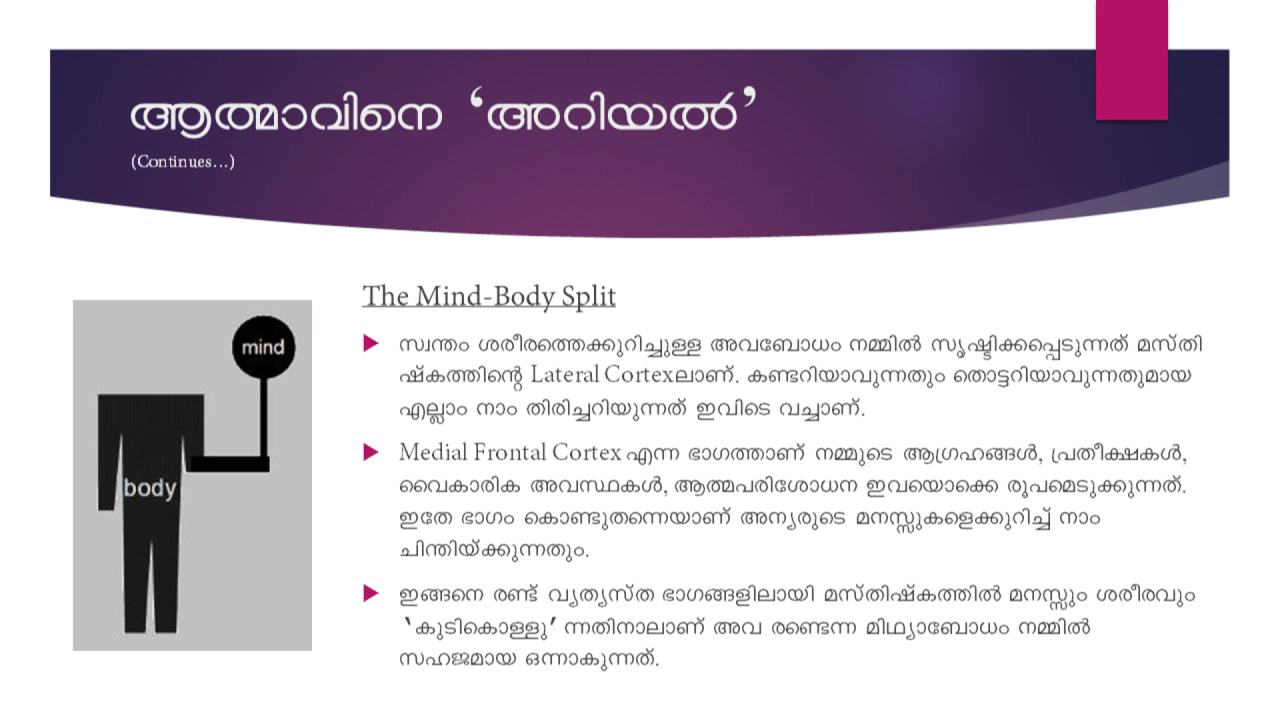 ആത്മാവിനെ ‘അറിയൽ’
(Continues…)
The Mind-Body Split
mind
body
സ്വന്തം ശരീരത്തെക്കുറിച്ചുള്ള അവബോധം നമ്മിൽ സൃഷ്ടിക്കപ്പെടുന്നത് മസ്തി
ഷ്കത്തിന്റെ Lateral Cortexലാണ്. കണ്ടറിയാവുന്നതും തൊട്ടറിയാവുന്നതുമായ
എല്ലാം നാം തിരിച്ചറിയുന്നത് ഇവിടെ വച്ചാണ്.
Medial Frontal Cortex എന്ന ഭാഗത്താണ് നമ്മുടെ ആഗ്രഹങ്ങൾ, പ്രതീക്ഷകൾ,
വൈകാരിക അവസ്ഥകൾ, ആത്മപരിശോധന ഇവയൊക്കെ രൂപമെടുക്കുന്നത്.
ഇതേ ഭാഗം കൊണ്ടുതന്നെയാണ് അന്യരുടെ മനസ്സുകളെക്കുറിച്ച് നാം
ചിന്തിയ്ക്കുന്നതും.
ഇങ്ങനെ രണ്ട് വ്യത്യസ്ത ഭാഗങ്ങളിലായി മസ്തിഷ്കത്തിൽ മനസ്സും ശരീരവും
‘കുടികൊള്ളു’ ന്നതിനാലാണ് അവ രണ്ടെന്ന മിഥ്യാബോധം നമ്മിൽ
സഹജമായ ഒന്നാകുന്നത്.